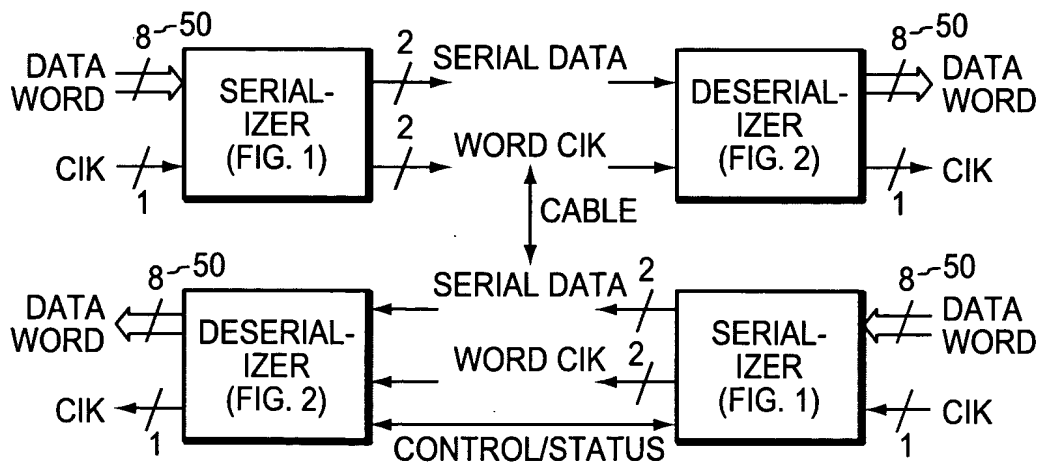 8~50
DATA
WORD
SERIAL-
IZER
(FIG. 1)
CIK
1
2
SERIAL DATA
2
WORD CIK
DESERIAL-
IZER
(FIG. 2)
8~50
DATA
WORD
CIK
1
CABLE
8~50
DATA
WORD
DESERIAL-
IZER
(FIG. 2)
CIK
1
SERIAL DATA
2
WORD CIK
2
CONTROL/STATUS
SERIAL-
IZER
(FIG. 1)
8~50
DATA
WORD
CIK
1